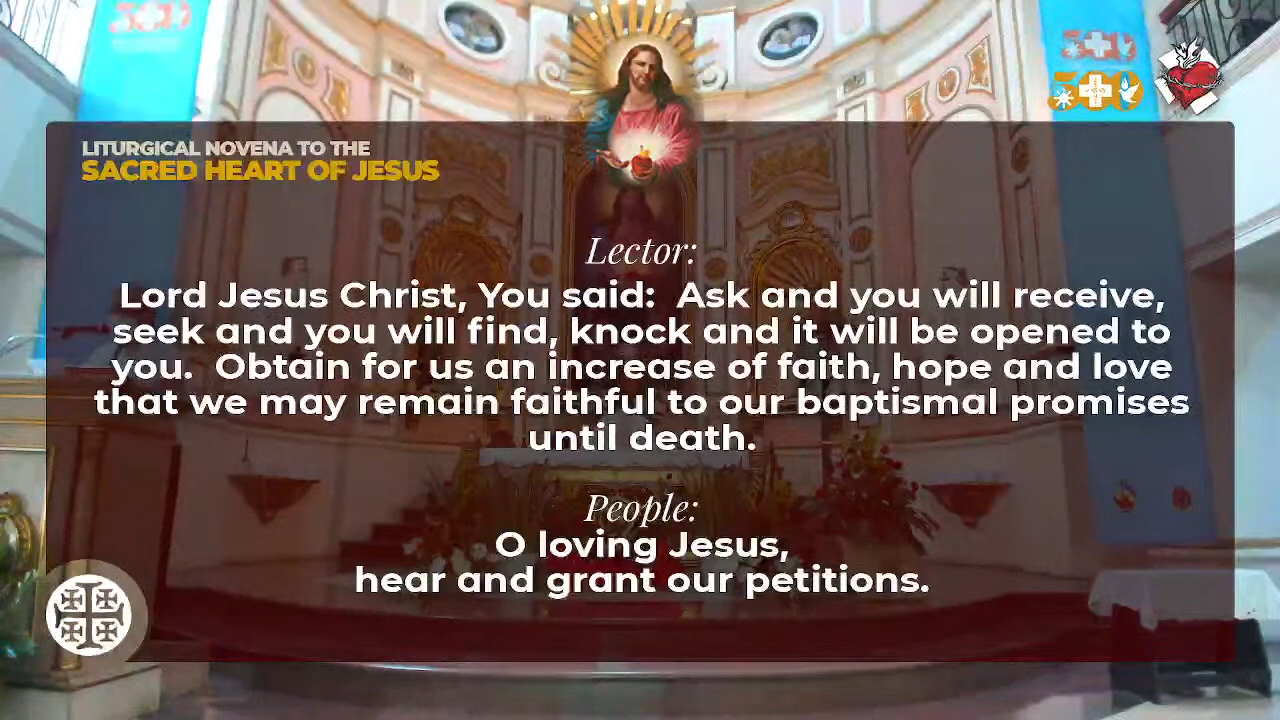 500
500
LITURGICAL NOVENA TO THE
SACRED HEART OF JESUS
Lector:
Lord Jesus Christ, You said:  Ask and you will receive,
seek and you will find, knock and it will be opened to
you.  Obtain for us an increase of faith, hope and love
that we may remain faithful to our baptismal promises
until death.
People:
O loving Jesus,
hear and grant our petitions.